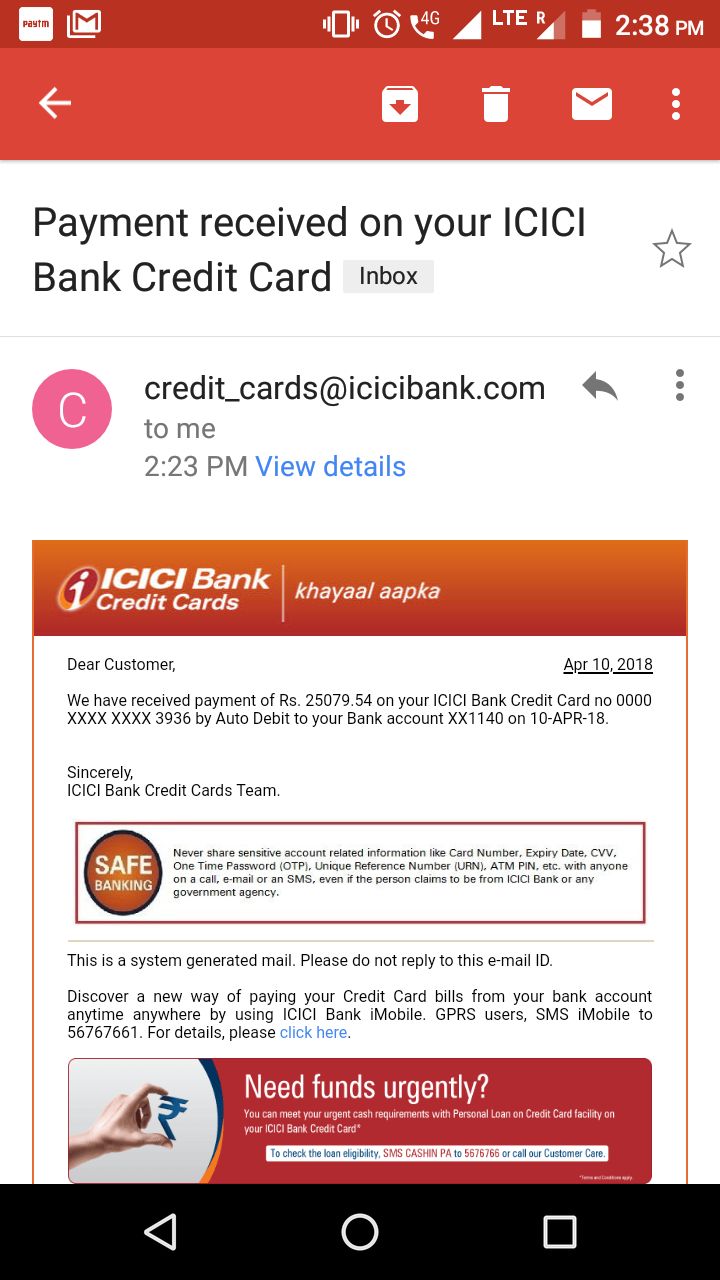 Paytm
4G
LTE
R
2:38 PM
Payment received on your ICICI
Bank Credit Card Inbox
C
credit_cards@icicibank.com
to me
2:23 PM View details
i ICICI Bank
Credit Cards
khayaal aapka
Dear Customer,
Apr 10, 2018
We have received payment of Rs. 25079.54 on your ICICI Bank Credit Card no 0000
XXXX XXXX 3936 by Auto Debit to your Bank account XX1140 on 10-APR-18.
Sincerely,
ICICI Bank Credit Cards Team.
SAFE
BANKING
Never share sensitive account related information like Card Number, Expiry Date, CVV,
One Time Password (OTP), Unique Reference Number (URN), ATM PIN, etc. with anyone
on a call, e-mail or an SMS, even if the person claims to be from ICICI Bank or any
government agency.
This is a system generated mail. Please do not reply to this e-mail ID.
Discover a new way of paying your Credit Card bills from your bank account
anytime anywhere by using ICICI Bank iMobile. GPRS users, SMS iMobile to
56767661. For details, please click here.
₹
Need funds urgently?
You can meet your urgent cash requirements with Personal Loan on Credit Card facility on
your ICICI Bank Credit Card*
To check the loan eligibility, SMS CASHIN PA to 5676766 or call our Customer Care.
*Terms and Conditions apply.